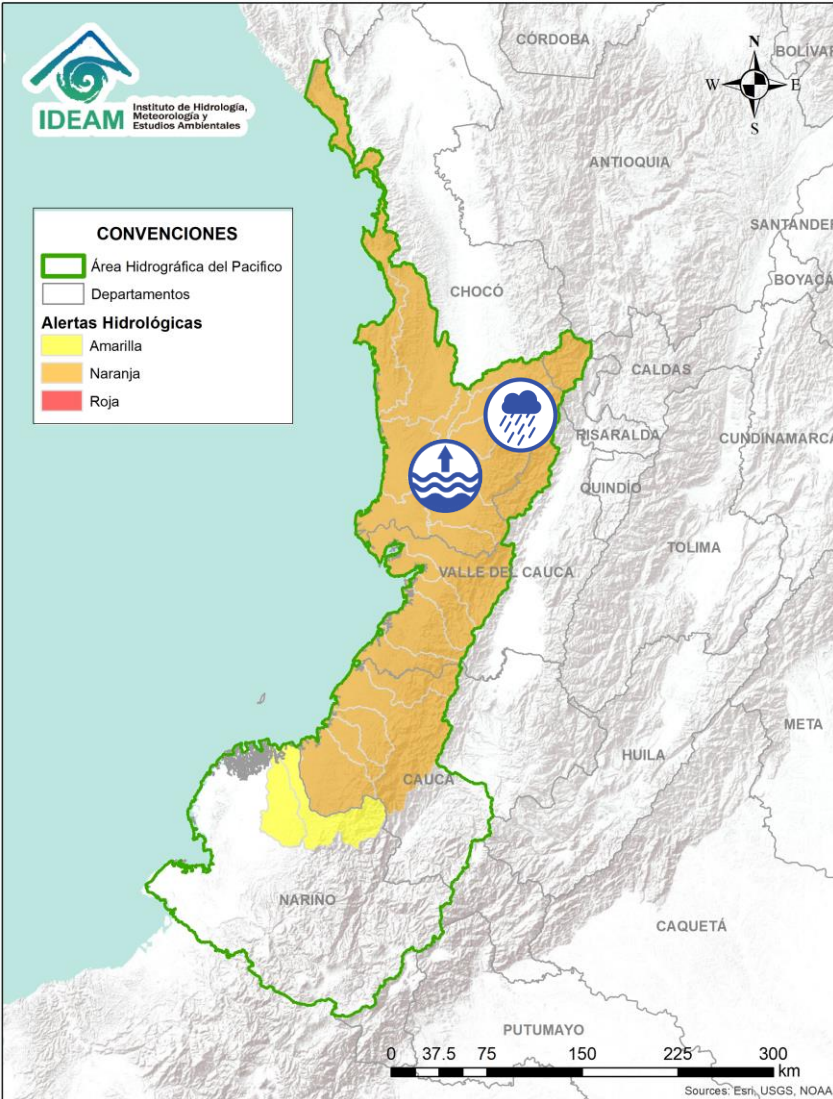 IDEAM
Instituto de Hidrología,
Meteorología y
Estudios Ambientales
CONVENCIONES
Área Hidrográfica del Pacifico
Departamentos
Alertas Hidrológicas
Amarilla
Naranja
Roja
N
W
E
S
CÓRDOBA
BOLÍVAR
ANTIOQUIA
SANTANDER
BOYACÁ
CHOCÓ
CALDAS
RISARALDA
CUNDINAMARCA
QUINDÍO
TOLIMA
VALLE DEL CAUCA
META
HUILA
CAUCA
NARIÑO
CAQUETÁ
PUTUMAYO
0 37.5 75 150 225 300
km
Sources: Esri, USGS, NOAA